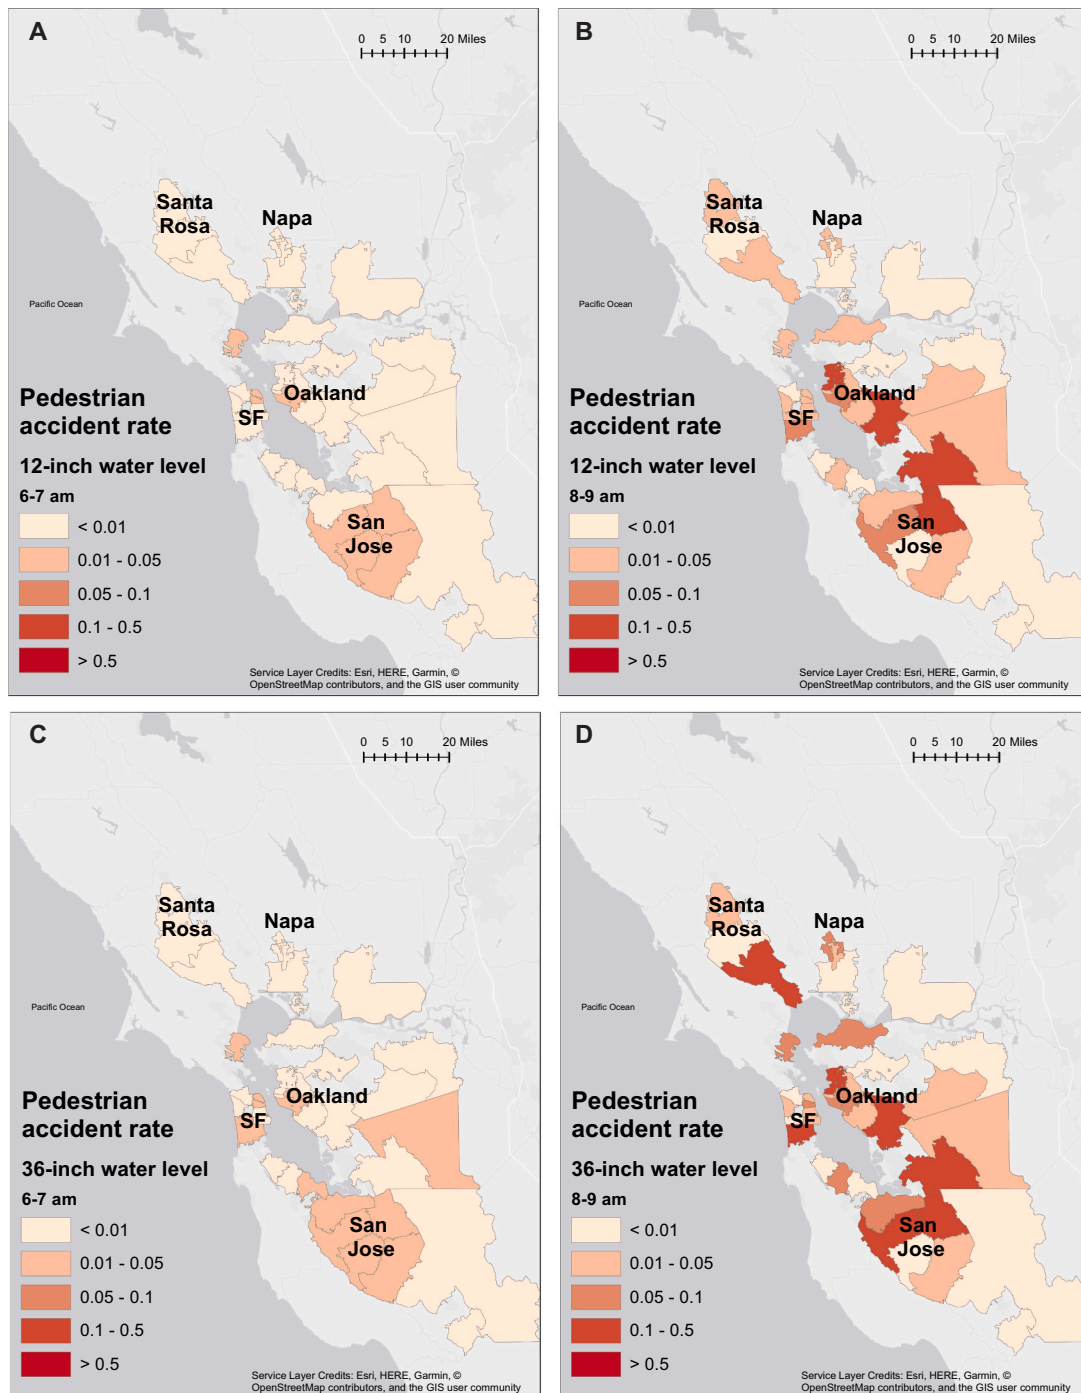 A
0 5 10 20 Miles
Santa
Rosa
Napa
Pacific Ocean
Oakland
SF
San
Jose
Pedestrian
accident rate
12-inch water level
6-7 am
< 0.01
0.01 - 0.05
0.05 - 0.1
0.1 - 0.5
> 0.5
Service Layer Credits: Esri, HERE, Garmin, ©
OpenStreetMap contributors, and the GIS user community
B
0 5 10 20 Miles
Santa
Rosa
Napa
Pacific Ocean
Oakland
SF
San
Jose
Pedestrian
accident rate
12-inch water level
8-9 am
< 0.01
0.01 - 0.05
0.05 - 0.1
0.1 - 0.5
> 0.5
Service Layer Credits: Esri, HERE, Garmin, ©
OpenStreetMap contributors, and the GIS user community
C
0 5 10 20 Miles
Santa
Rosa
Napa
Pacific Ocean
Oakland
SF
San
Jose
Pedestrian
accident rate
36-inch water level
6-7 am
< 0.01
0.01 - 0.05
0.05 - 0.1
0.1 - 0.5
> 0.5
Service Layer Credits: Esri, HERE, Garmin, ©
OpenStreetMap contributors, and the GIS user community
D
0 5 10 20 Miles
Santa
Rosa
Napa
Pacific Ocean
Oakland
SF
San
Jose
Pedestrian
accident rate
36-inch water level
8-9 am
< 0.01
0.01 - 0.05
0.05 - 0.1
0.1 - 0.5
> 0.5
Service Layer Credits: Esri, HERE, Garmin, ©
OpenStreetMap contributors, and the GIS user community